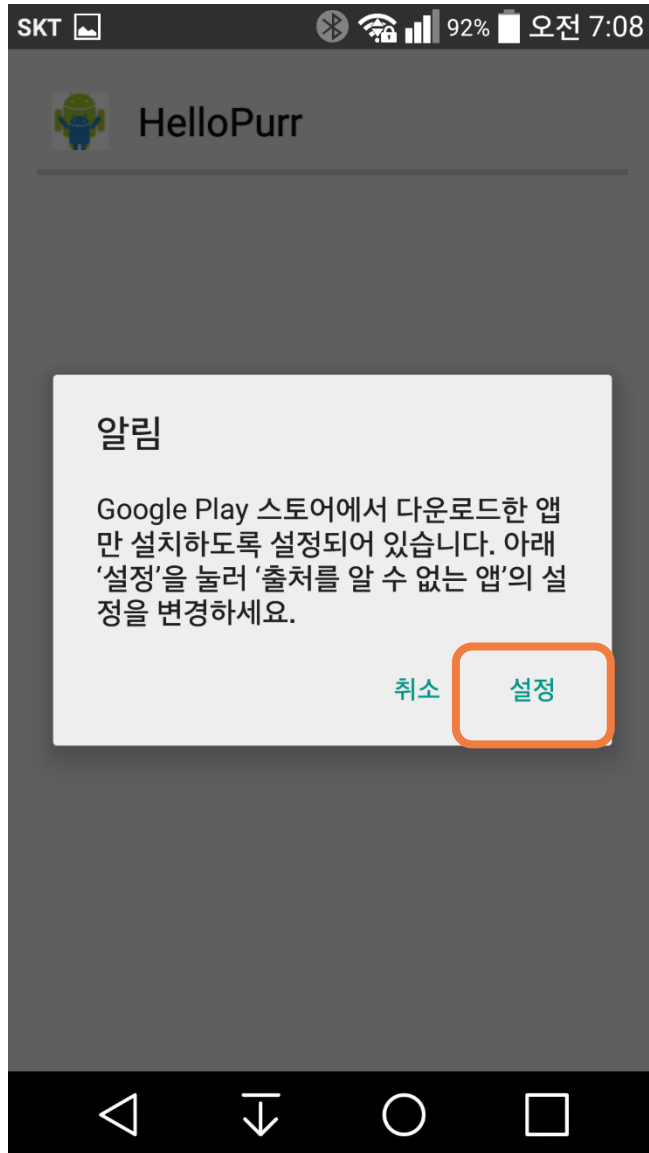 SKT 92% 오전 7:08
HelloPurr
알림
Google Play 스토어에서 다운로드한 앱
만 설치하도록 설정되어 있습니다. 아래
‘설정’을 눌러 ‘출처를 알 수 없는 앱’의 설
정을 변경하세요.
취소 설정